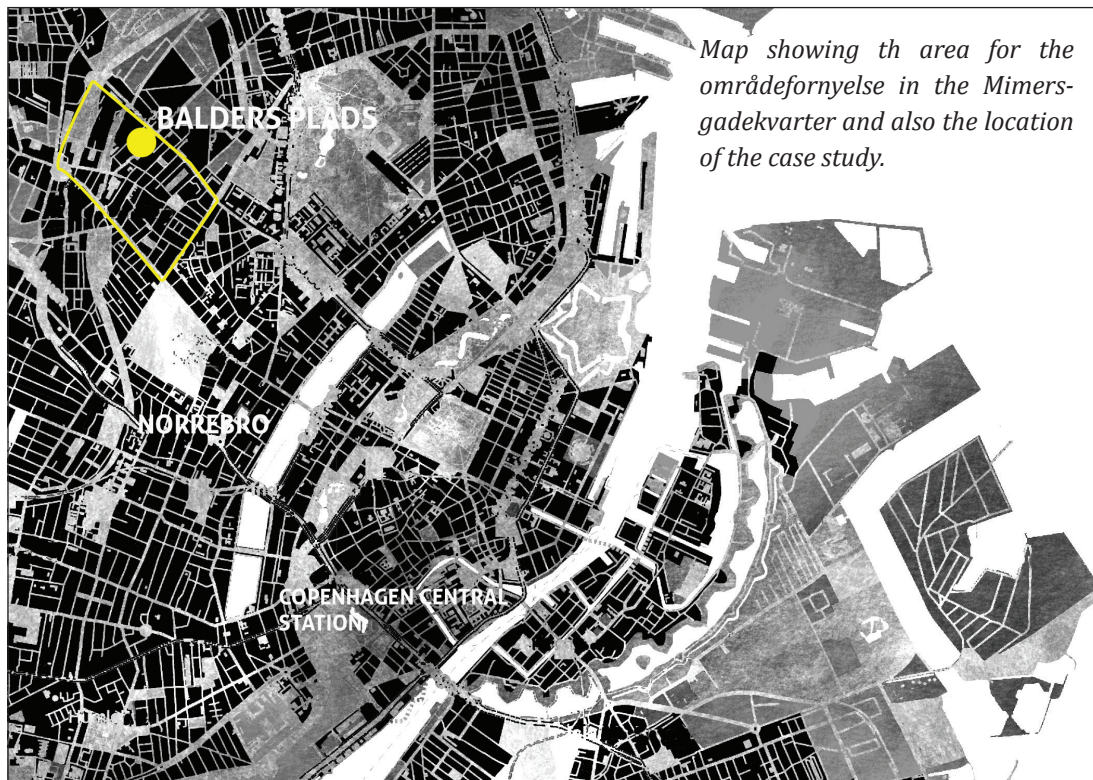 Map showing th area for the
områdefornyelse in the Mimers-
gadekvarter and also the location
of the case study.
BALDERS PLADS
NØRREBRO
COPENHAGEN CENTRAL
STATION